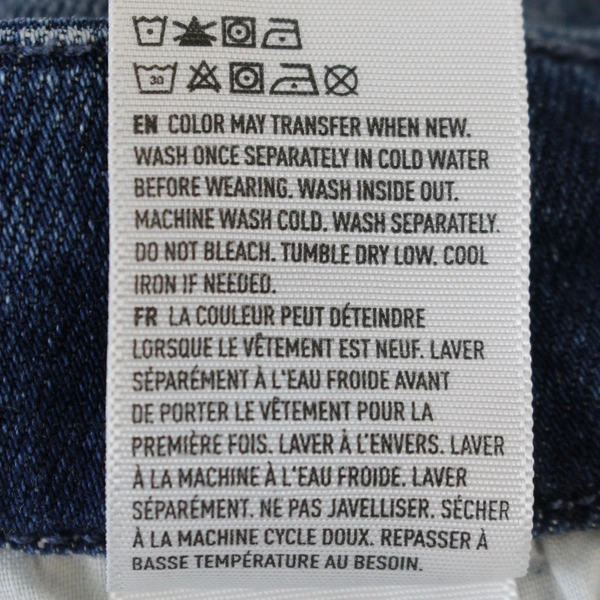 30
EN COLOR MAY TRANSFER WHEN NEW.
WASH ONCE SEPARATELY IN COLD WATER
BEFORE WEARING. WASH INSIDE OUT.
MACHINE WASH COLD. WASH SEPARATELY.
DO NOT BLEACH. TUMBLE DRY LOW. COOL
IRON IF NEEDED.
FR LA COULEUR PEUT DÉTEINDRE
LORSQUE LE VÊTEMENT EST NEUF. LAVER
SÉPARÉMENT À L'EAU FROIDE AVANT
DE PORTER LE VÊTEMENT POUR LA
PREMIÈRE FOIS. LAVER À L'ENVERS. LAVER
À LA MACHINE À L'EAU FROIDE. LAVER
SÉPARÉMENT. NE PAS JAVELLISER. SÉCHER
À LA MACHINE CYCLE DOUX. REPASSER À
BASSE TEMPÉRATURE AU BESOIN.